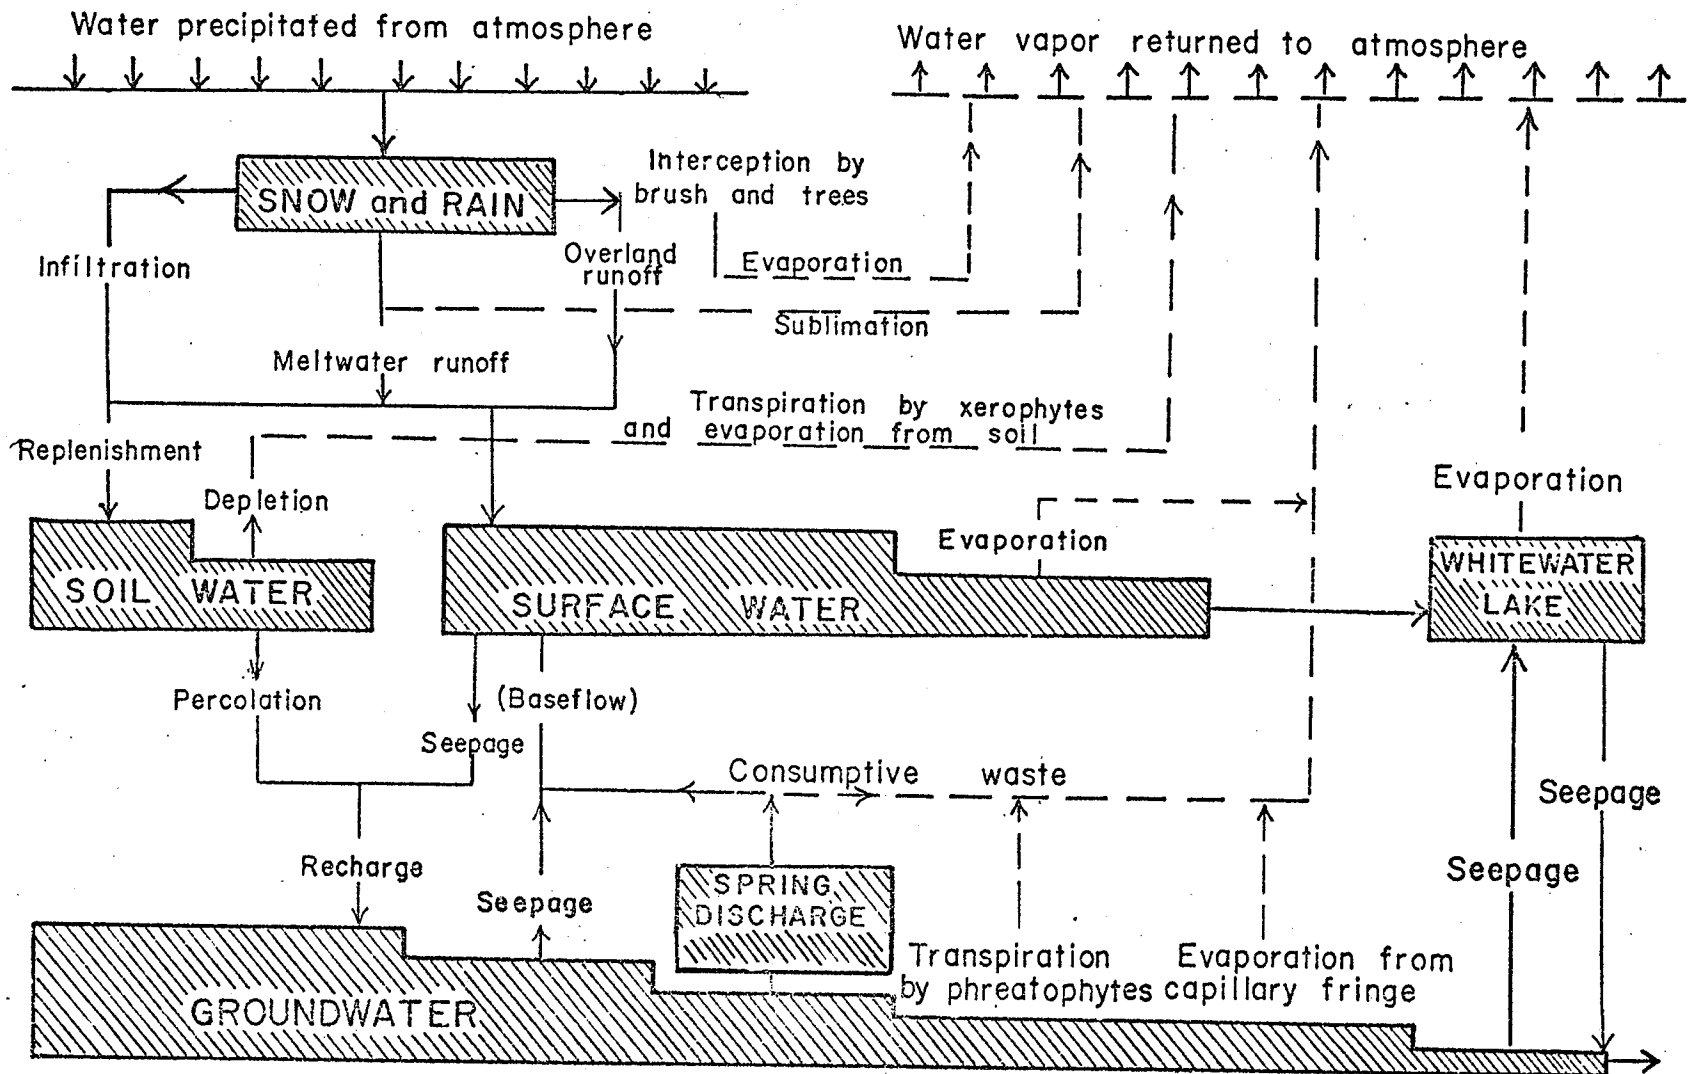 Water precipitated from atmosphere
Water vapor returned to atmosphere
SNOW and RAIN
Interception by
brush and trees
Infiltration
Overland
runoff
Evaporation
Sublimation
Meltwater runoff
Transpiration by xerophytes
and evaporation from soil
Replenishment
Depletion
Evaporation
Evaporation
SOIL WATER
SURFACE WATER
WHITEWATER
LAKE
Percolation
(Baseflow)
Seepage
Consumptive waste
Seepage
Recharge
Seepage
Seepage
SPRING
DISCHARGE
Transpiration
by phreatophytes
Evaporation from
capillary fringe
GROUNDWATER